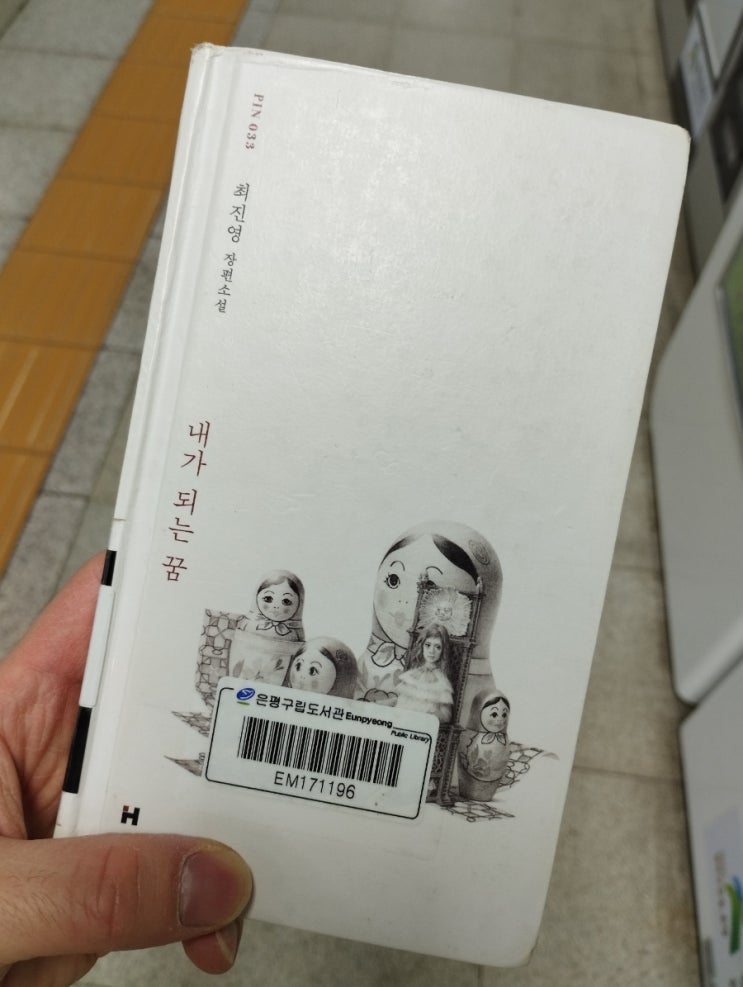 PIN 033
최진영 장편소설
내가 되는 꿈
은평구립도서관 Eunpyeong
Public Library
EM171196
H